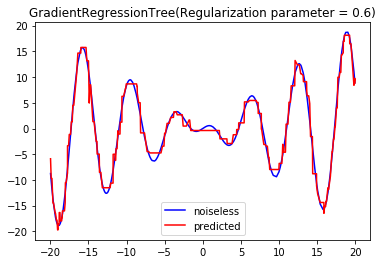 GradientRegressionTree(Regularization parameter = 0.6)
20
15
10
5
0
−5
−10
−15
−20
noiseless
predicted
−20 −15 −10 −5 0 5 10 15 20